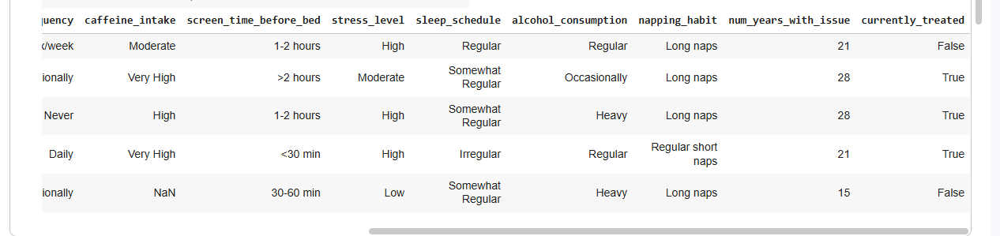 caffeine_intake screen_time_before_bed stress_level sleep_schedule alcohol_consumption napping_habit num_years_with_issue currently_treated
/week Moderate 1-2 hours High Regular Regular Long naps 21 False
Very High >2 hours Moderate Somewhat Regular Occasionally Long naps 28 True
Never High 1-2 hours High Somewhat Regular Heavy Long naps 28 True
Daily Very High <30 min High Irregular Regular Regular short naps 21 True
NaN 30-60 min Low Somewhat Regular Heavy Long naps 15 False